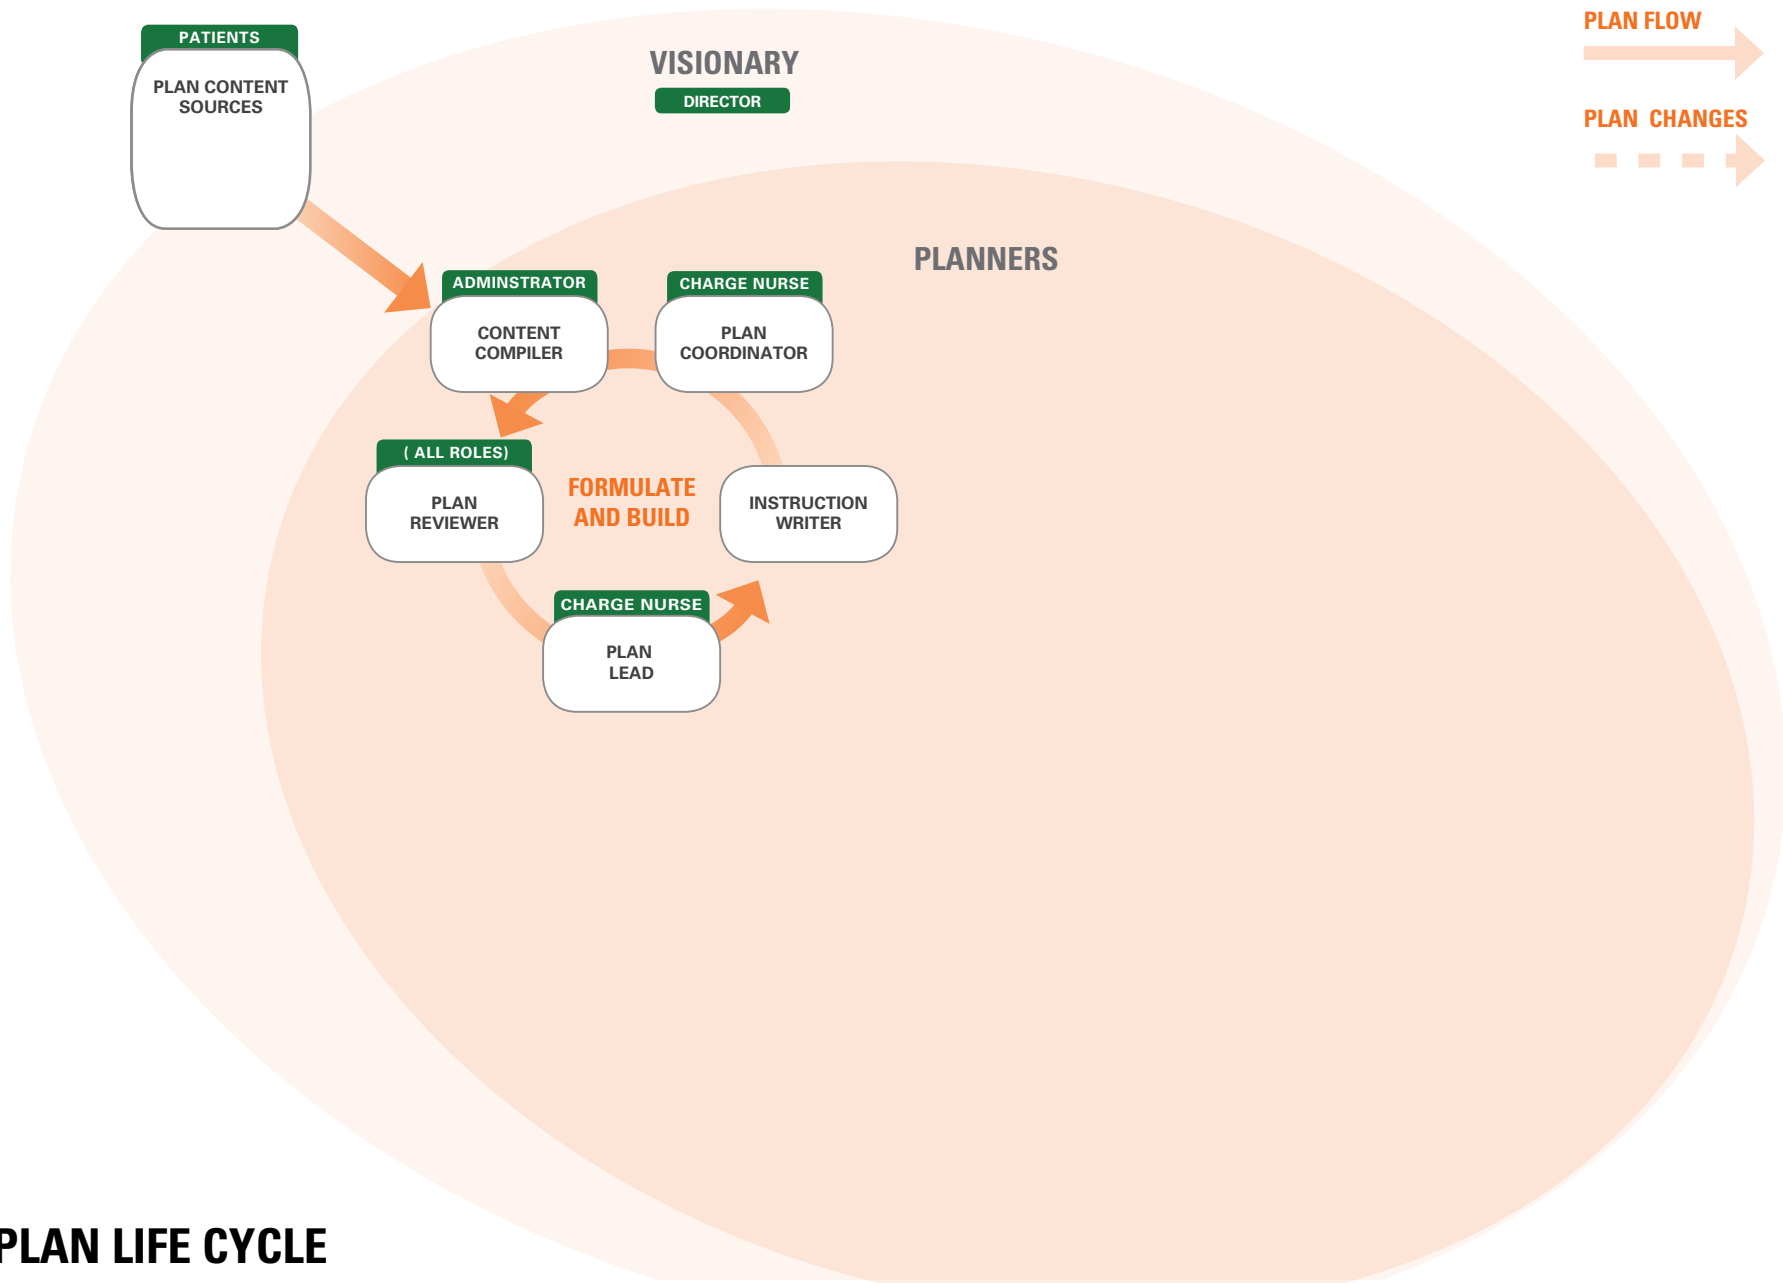 PATIENTS
PLAN CONTENT
SOURCES
VISIONARY
DIRECTOR
PLAN FLOW
PLAN CHANGES
PLANNERS
ADMINSTRATOR
CONTENT
COMPILER
CHARGE NURSE
PLAN
COORDINATOR
( ALL ROLES)
PLAN
REVIEWER
FORMULATE
AND BUILD
INSTRUCTION
WRITER
CHARGE NURSE
PLAN
LEAD
PLAN LIFE CYCLE